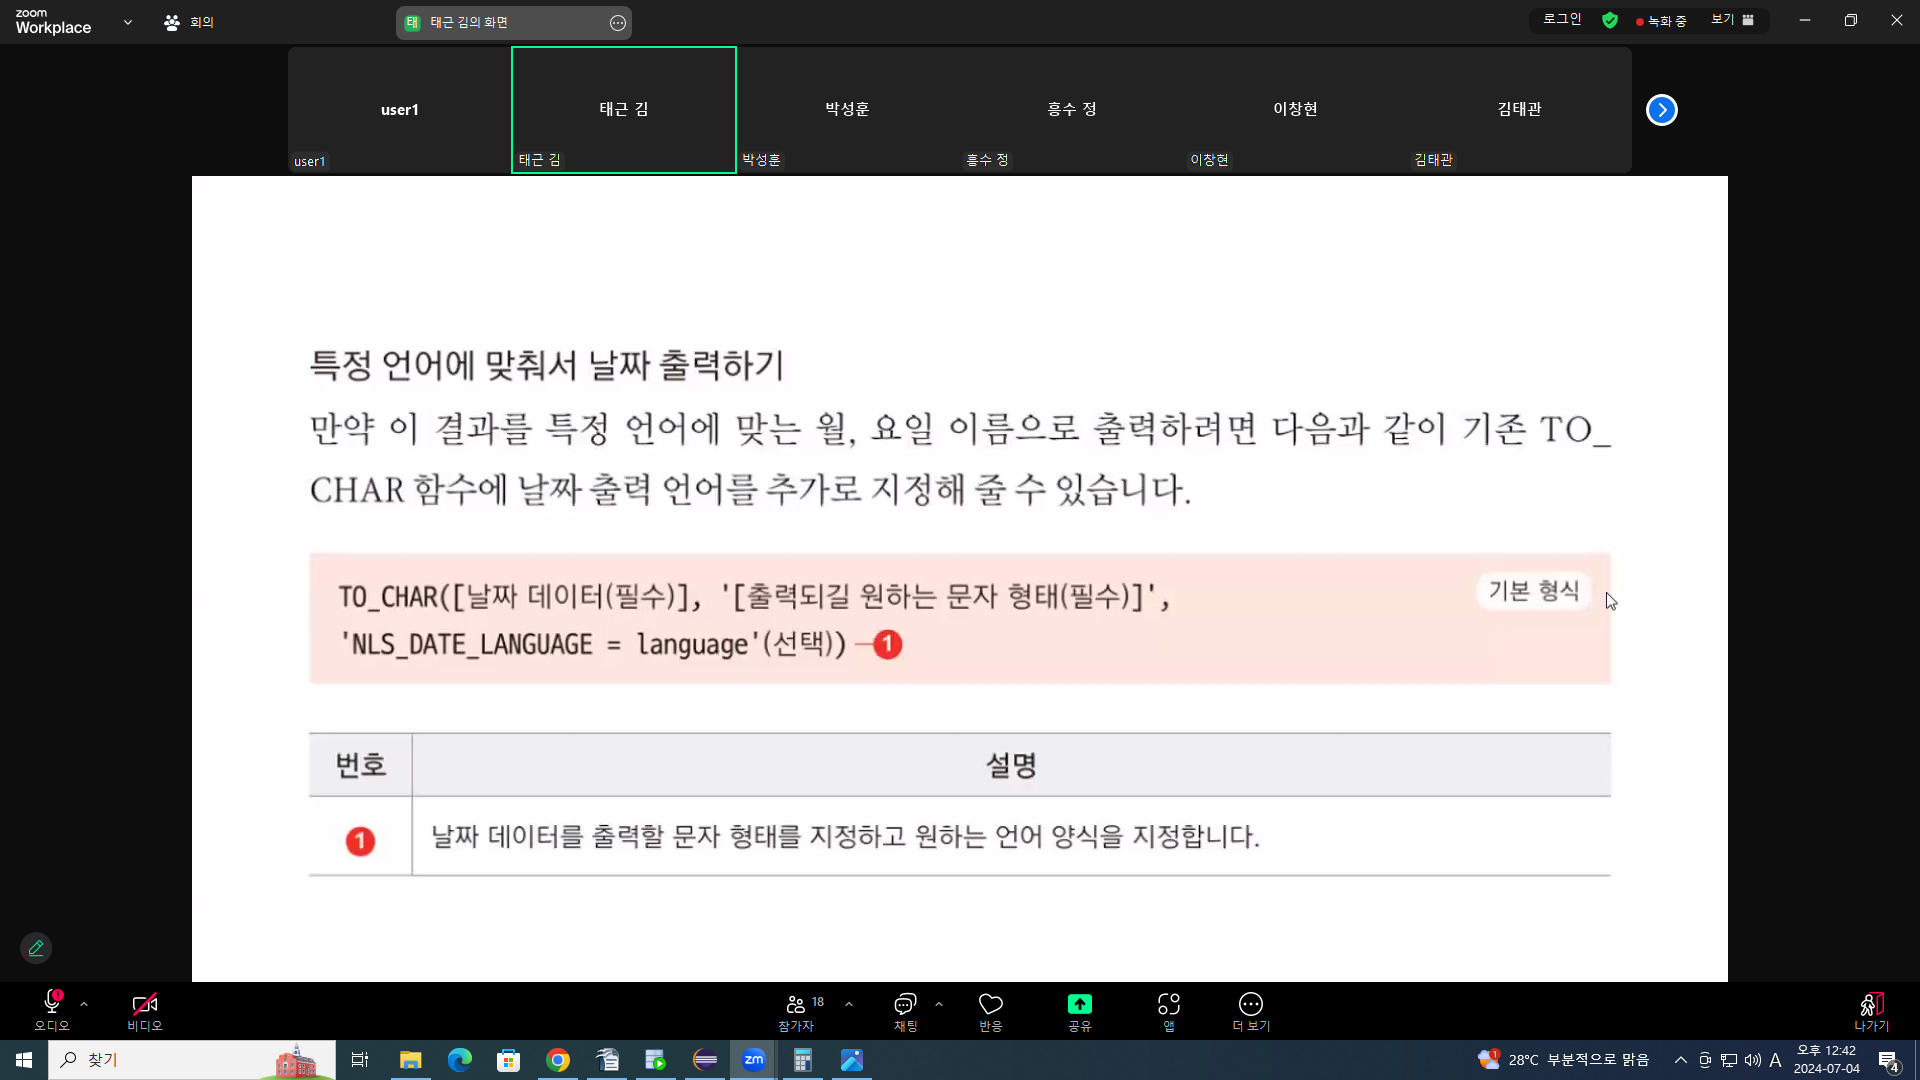 zoom
Workplace
회의
태 태근 김의 화면
로그인
녹화 중
보기
user1
태근 김
박성훈
흥수 정
이창현
김태관
user1
태근 김
박성훈
흥수 정
이창현
김태관
특정 언어에 맞춰서 날짜 출력하기
만약 이 결과를 특정 언어에 맞는 월, 요일 이름으로 출력하려면 다음과 같이 기존 TO_
CHAR 함수에 날짜 출력 언어를 추가로 지정해 줄 수 있습니다.
기본 형식
TO_CHAR([날짜 데이터(필수)], '[출력되길 원하는 문자 형태(필수)]',
'NLS_DATE_LANGUAGE = language'(선택)) 1
번호 설명
1 날짜 데이터를 출력할 문자 형태를 지정하고 원하는 언어 양식을 지정합니다.
오디오
비디오
참가자 18
채팅
반응
공유
앱
더 보기
나가기
찾기
zm
1
28°C 부분적으로 맑음
A
오후 12:42
2024-07-04
4